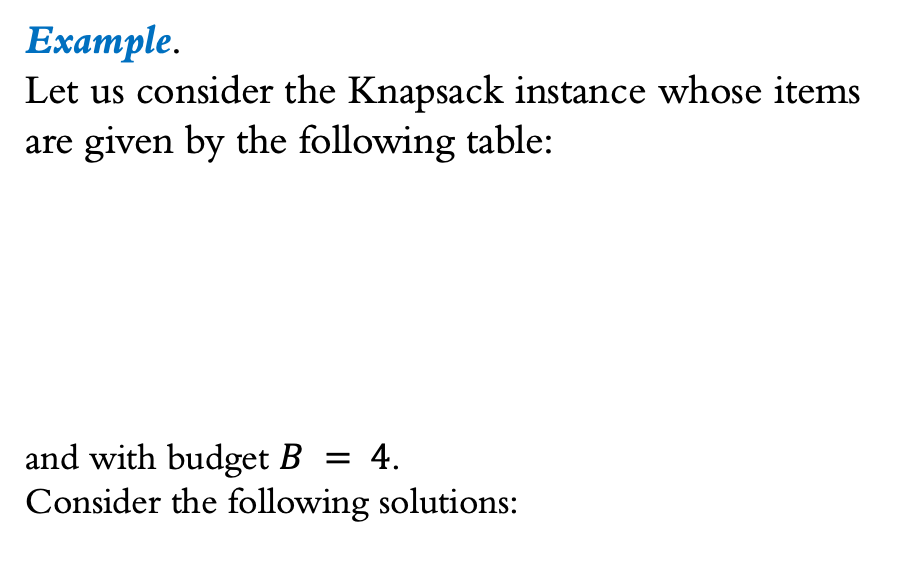 Example.
Let us consider the Knapsack instance whose items
are given by the following table:
and with budget B = 4.
Consider the following solutions: